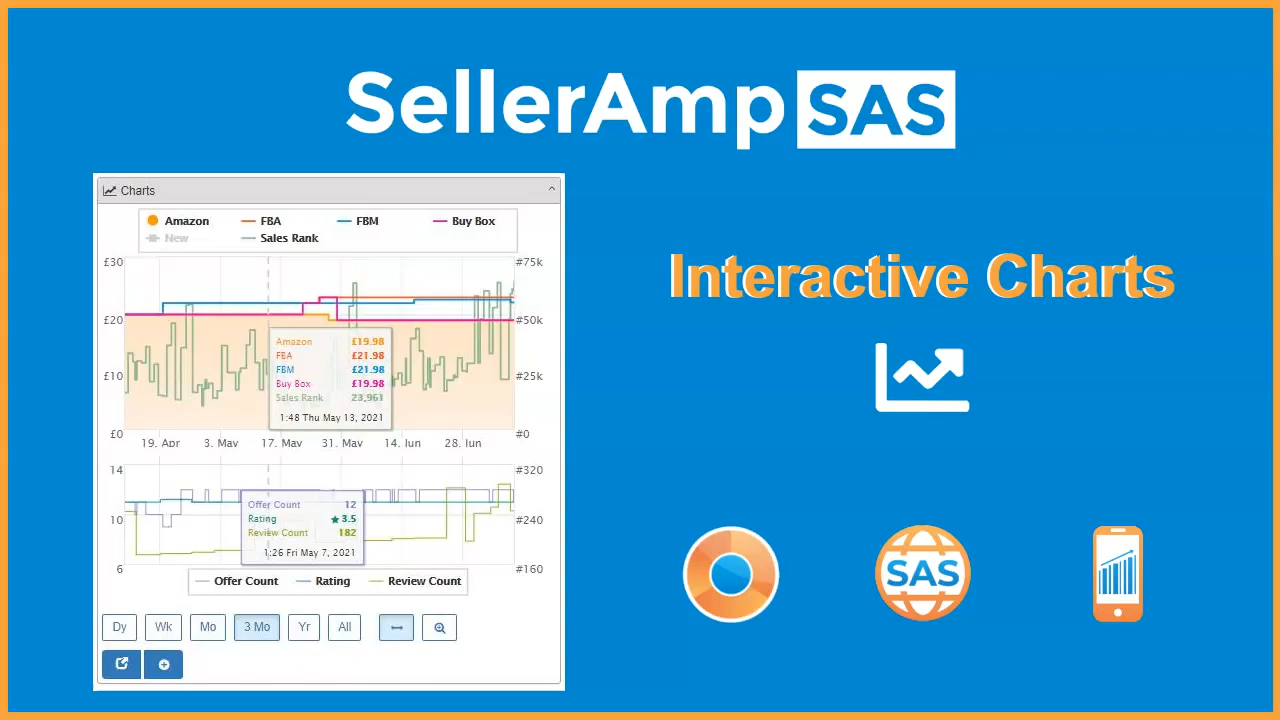 SellerAmp SAS
Charts
Amazon FBA FBM Buy Box
New Sales Rank
£30 #75k
£20 #50k
£10 #25k
£0 #0
Amazon £19.98
FBA £21.98
FBM £21.98
Buy Box £19.98
Sales Rank 23,961
1:48 Thu May 13, 2021
19. Apr 3. May 17. May 31. May 14. Jun 28. Jun
14 #320
10 #240
6 #160
Offer Count 12
Rating ★ 3.5
Review Count 182
1:26 Fri May 7, 2021
Offer Count Rating Review Count
Dy Wk Mo 3 Mo Yr All
Interactive Charts
SAS